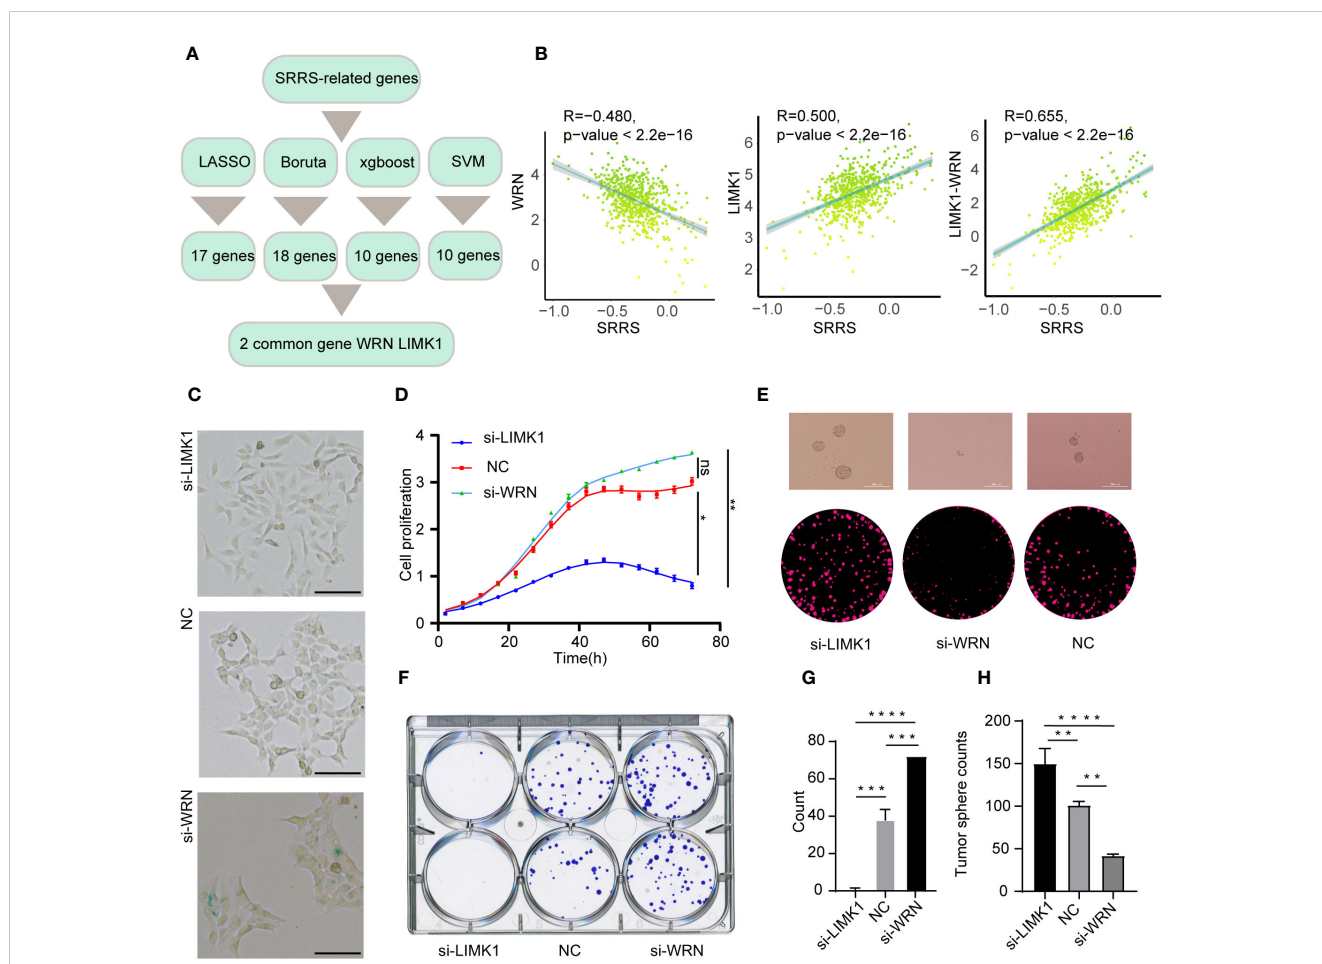 A
SRRS-related genes
LASSO
Boruta
xgboost
SVM
17 genes
18 genes
10 genes
10 genes
2 common gene WRN LIMK1
B
R=−0.480,
p-value < 2.2e−16
WRN
4
2
0
−1.0
−0.5
0.0
SRRS
R=0.500,
p-value < 2.2e−16
LIMK1
6
5
4
3
2
−1.0
−0.5
0.0
SRRS
R=0.655,
p-value < 2.2e−16
LIMK1-WRN
6
4
2
0
−2
−1.0
−0.5
0.0
SRRS
C
si-LIMK1
NC
si-WRN
D
si-LIMK1
NC
si-WRN
Cell proliferation
4
3
2
1
0
0
20
40
60
80
Time(h)
ns
*
**
E
si-LIMK1
si-WRN
NC
F
si-LIMK1
NC
si-WRN
G
****
***
***
Count
80
60
40
20
0
si-LIMK1
NC
si-WRN
H
****
**
**
Tumor sphere counts
200
150
100
50
0
si-LIMK1
NC
si-WRN